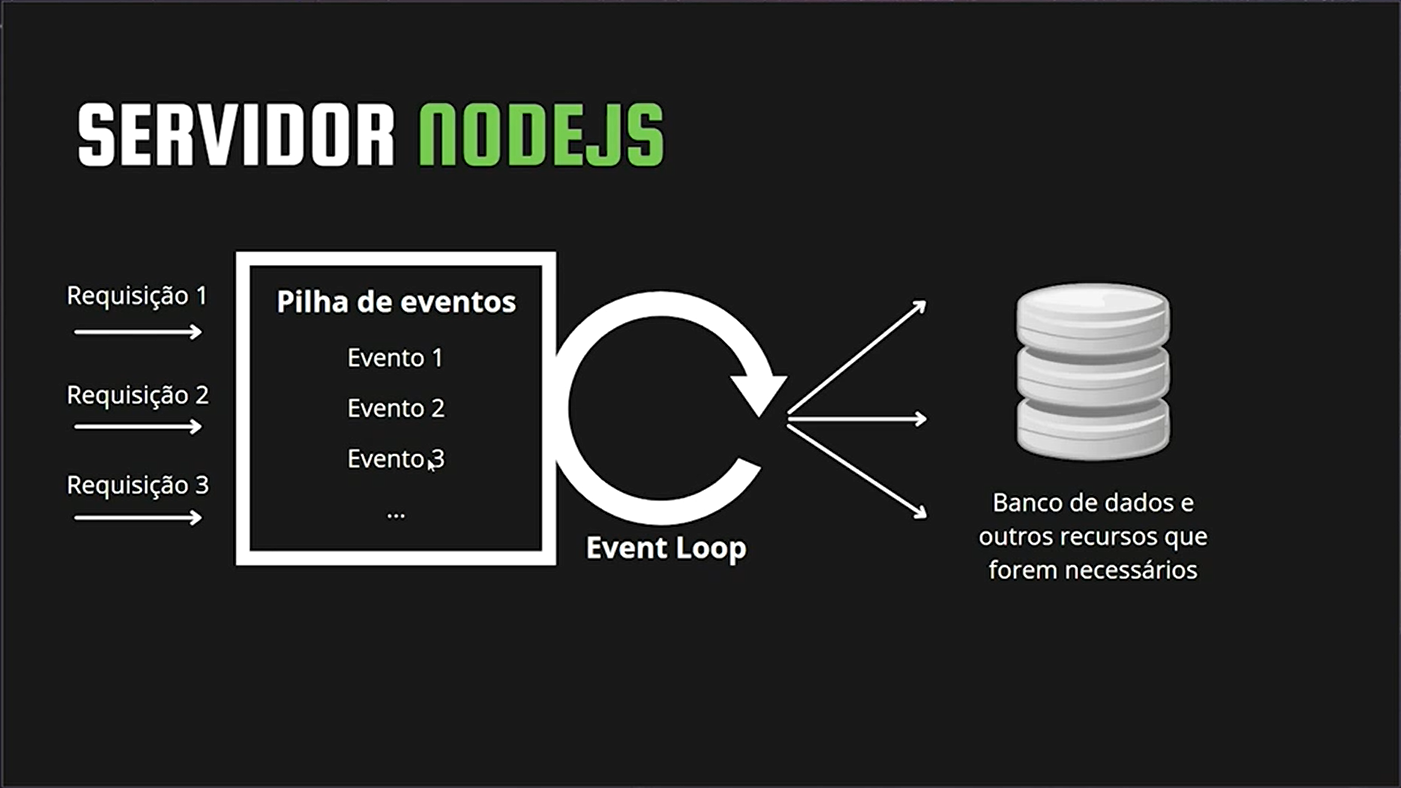 SERVIDOR NODEJS
Requisição 1
Requisição 2
Requisição 3
Pilha de eventos
Evento 1
Evento 2
Evento 3
...
Event Loop
Banco de dados e
outros recursos que
forem necessários